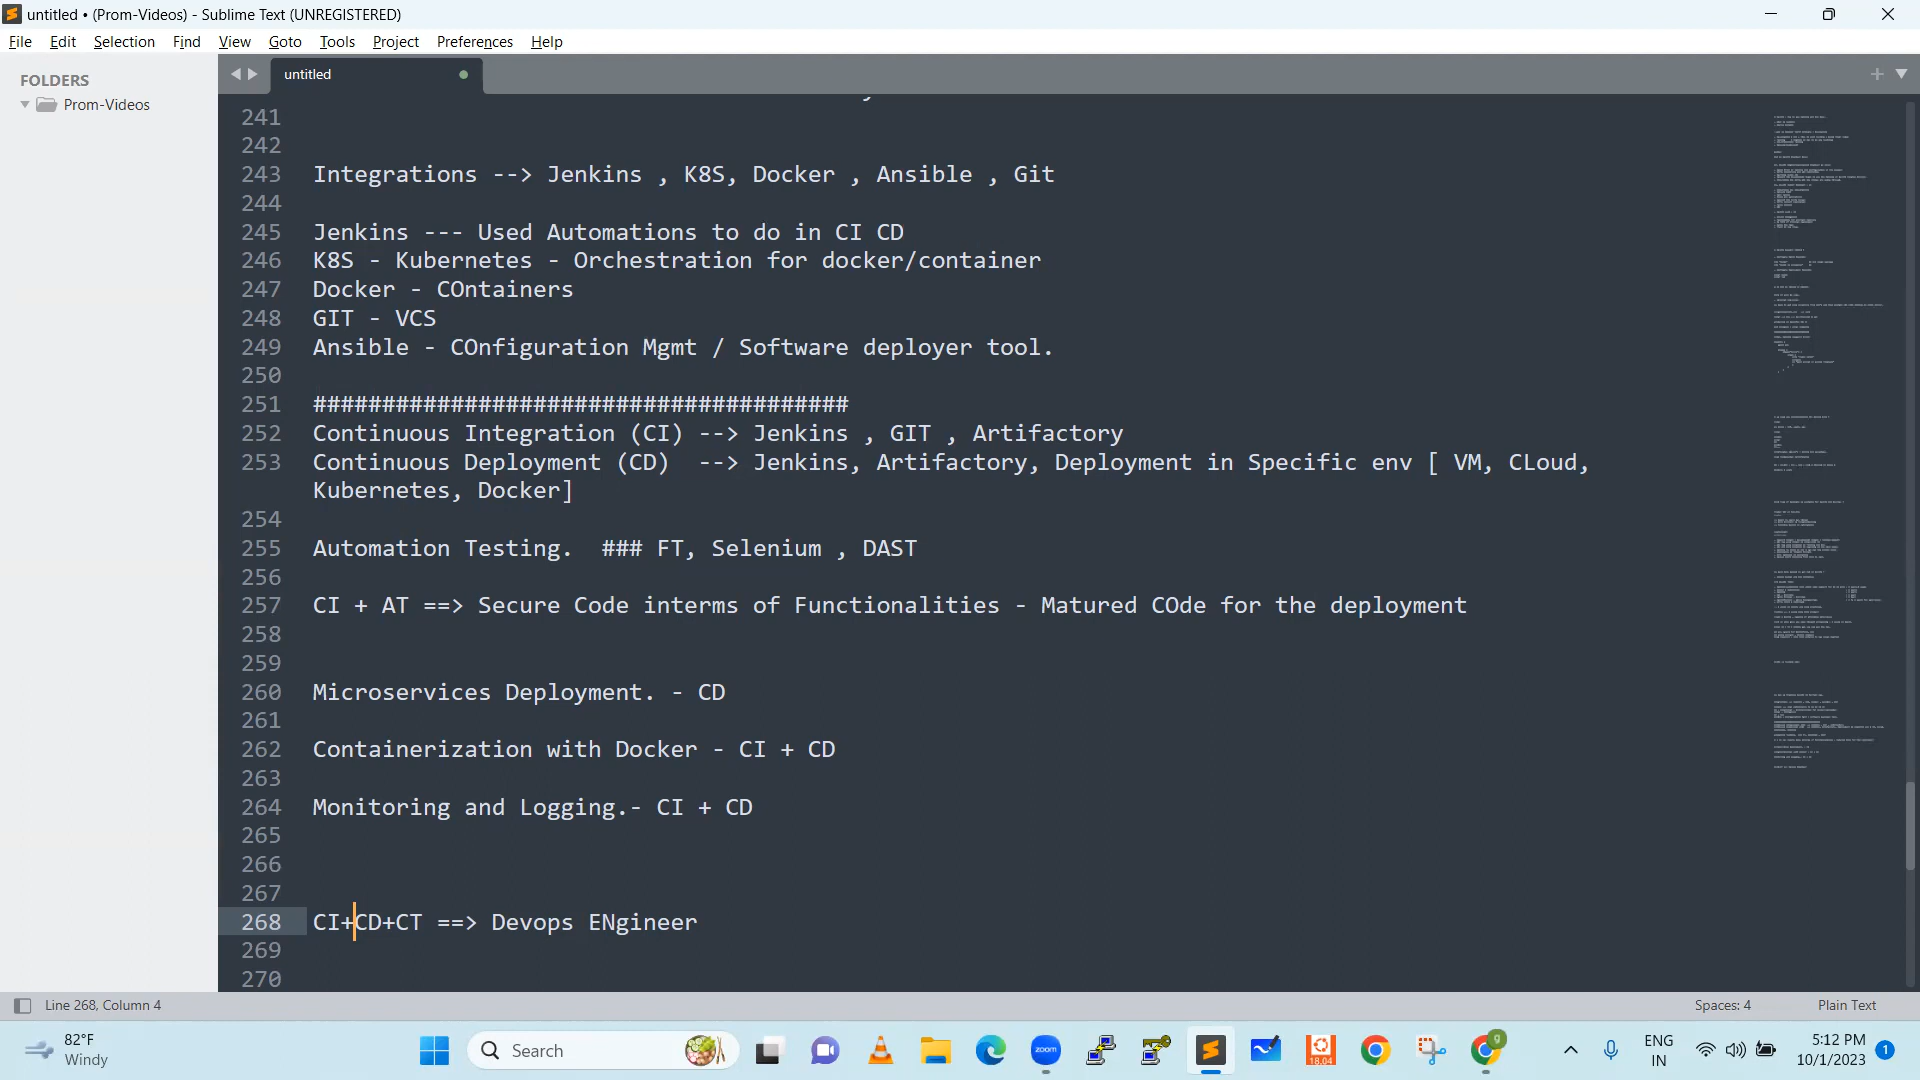 untitled • (Prom-Videos) - Sublime Text (UNREGISTERED)
File Edit Selection Find View Goto Tools Project Preferences Help
FOLDERS
Prom-Videos
untitled
241
242
243 Integrations --> Jenkins , K8S, Docker , Ansible , Git
244
245 Jenkins --- Used Automations to do in CI CD
246 K8S - Kubernetes - Orchestration for docker/container
247 Docker - COntainers
248 GIT - VCS
249 Ansible - COnfiguration Mgmt / Software deployer tool.
250
251 #######################################
252 Continuous Integration (CI) --> Jenkins , GIT , Artifactory
253 Continuous Deployment (CD)  --> Jenkins, Artifactory, Deployment in Specific env [ VM, CLoud,
Kubernetes, Docker]
254
255 Automation Testing.  ### FT, Selenium , DAST
256
257 CI + AT ==> Secure Code interms of Functionalities - Matured COde for the deployment
258
259
260 Microservices Deployment. - CD
261
262 Containerization with Docker - CI + CD
263
264 Monitoring and Logging.- CI + CD
265
266
267
268 CI+CD+CT ==> Devops ENgineer
269
270
Line 268, Column 4
Spaces: 4
Plain Text
82°F
Windy
Search
zoom
18.04
g
ENG
IN
5:12 PM
10/1/2023
1